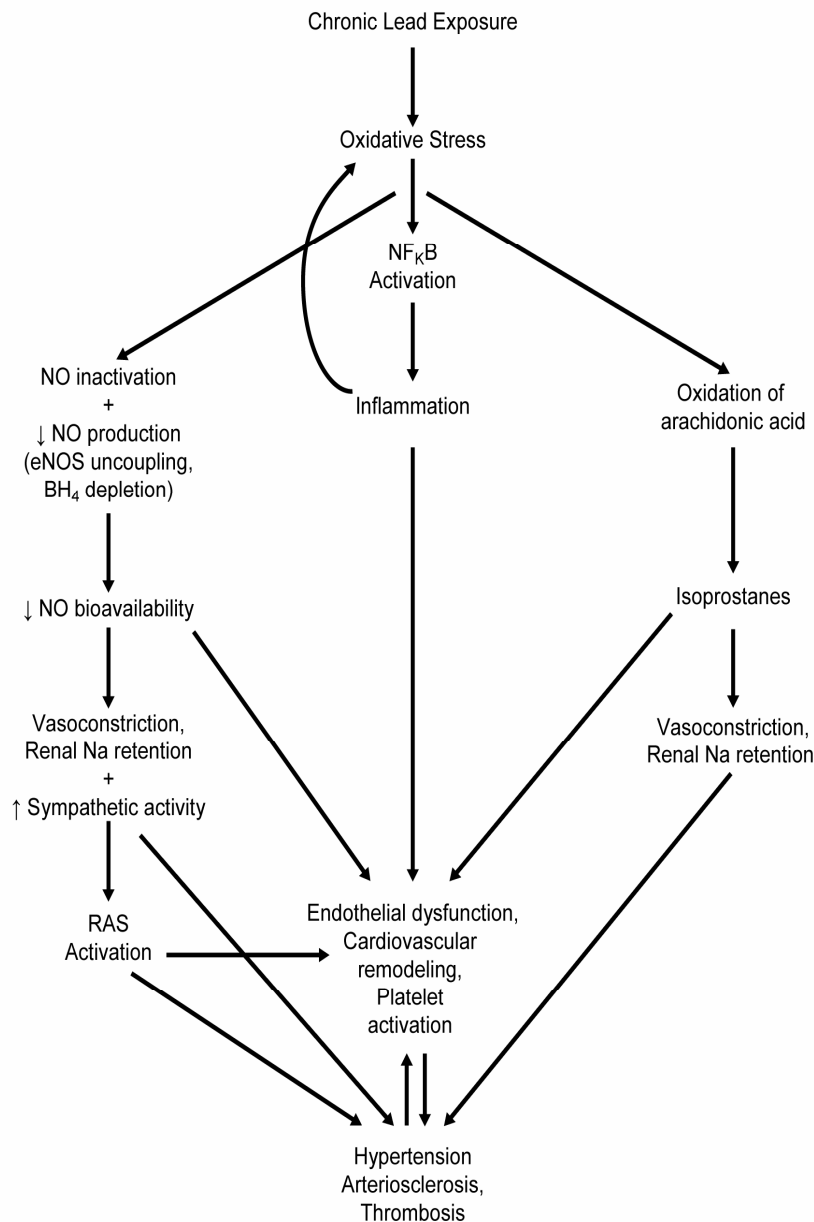 Chronic Lead Exposure
Oxidative Stress
NFKB
Activation
Inflammation
NO inactivation
+
↓ NO production
(eNOS uncoupling,
BH4 depletion)
↓ NO bioavailability
Vasoconstriction,
Renal Na retention
+
↑ Sympathetic activity
RAS
Activation
Oxidation of
arachidonic acid
Isoprostanes
Vasoconstriction,
Renal Na retention
Endothelial dysfunction,
Cardiovascular
remodeling,
Platelet
activation
Hypertension
Arteriosclerosis,
Thrombosis